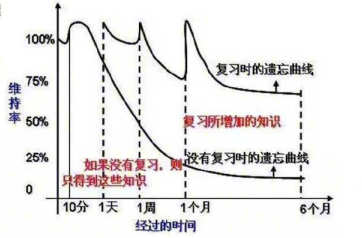 100%
75%
50%
25%
0
维持率
复习时的遗忘曲线
复习所增加的知识
没有复习时的遗忘曲线
如果没有复习，则
只得到这些知识
10分 1天 1周 1个月 6个月
经过的时间